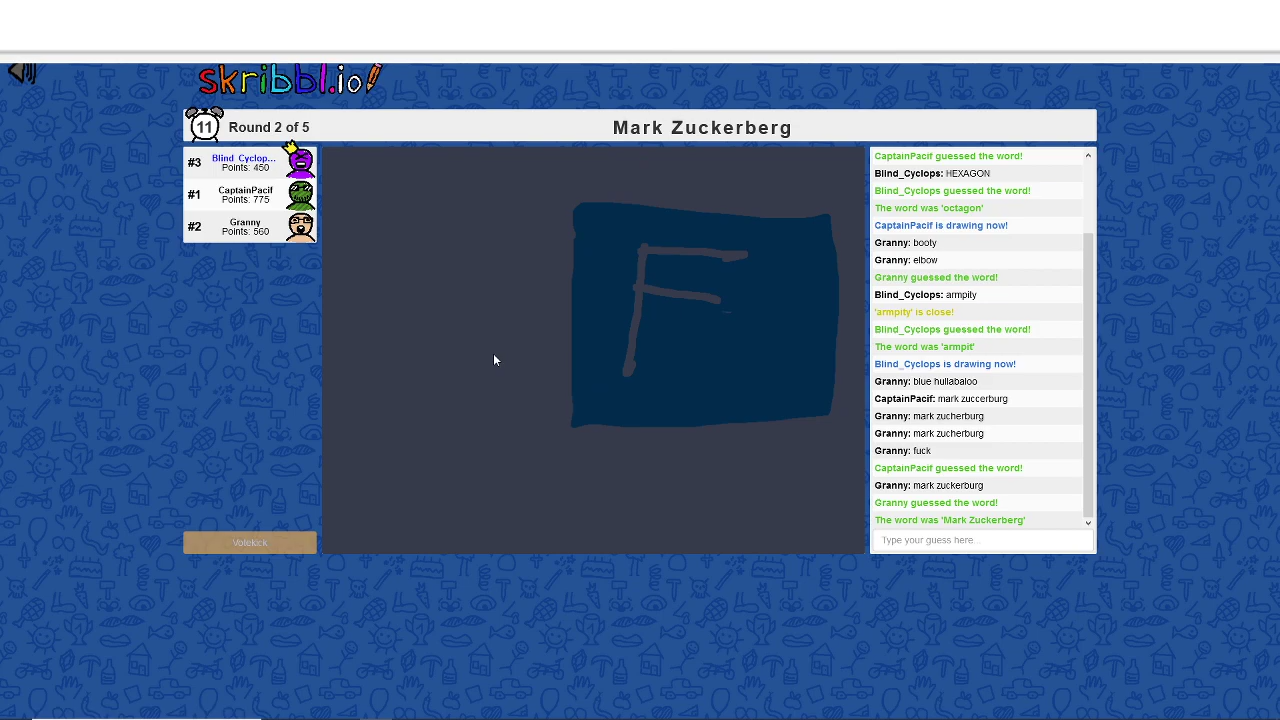 skribbl.io
11
Round 2 of 5
Mark Zuckerberg
#3
Blind_Cyclop...
Points: 450
#1
CaptainPacif
Points: 775
#2
Granny
Points: 560
Votekick
F
CaptainPacif guessed the word!
Blind_Cyclops: HEXAGON
Blind_Cyclops guessed the word!
The word was 'octagon'
CaptainPacif is drawing now!
Granny: booty
Granny: elbow
Granny guessed the word!
Blind_Cyclops: armpity
'armpity' is close!
Blind_Cyclops guessed the word!
The word was 'armpit'
Blind_Cyclops is drawing now!
Granny: blue hullabaloo
CaptainPacif: mark zuccerburg
Granny: mark zucherburg
Granny: mark zucherburg
Granny: fuck
CaptainPacif guessed the word!
Granny: mark zuckerburg
Granny guessed the word!
The word was 'Mark Zuckerberg'
Type your guess here...